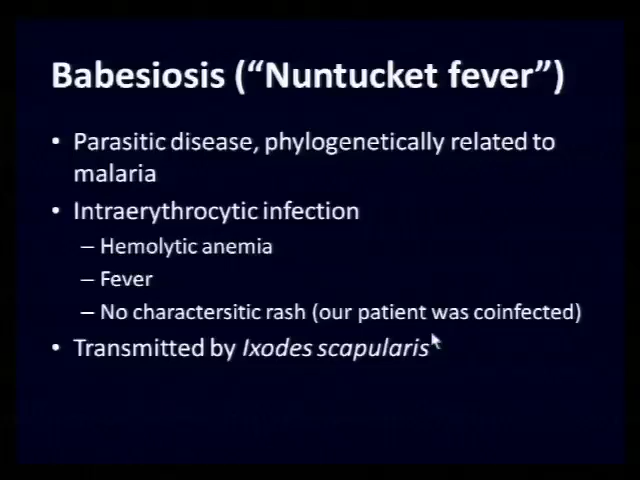 Babesiosis (“Nuntucket fever”)
• Parasitic disease, phylogenetically related to
malaria
• Intraerythrocytic infection
– Hemolytic anemia
– Fever
– No charactersitic rash (our patient was coinfected)
• Transmitted by Ixodes scapularis